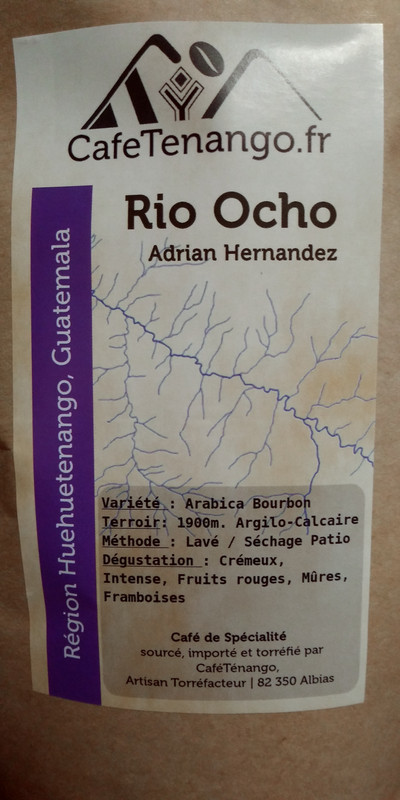 CafeTenango.fr
Rio Ocho
Adrian Hernandez
Région Huehuetenango, Guatemala
Variété : Arabica Bourbon
Terroir: 1900m. Argilo-Calcaire
Méthode : Lavé / Séchage Patio
Dégustation : Crémeux,
Intense, Fruits rouges, Mûres,
Framboises
Café de Spécialité
sourcé, importé et torréfié par
CaféTénango,
Artisan Torréfacteur | 82 350 Albias